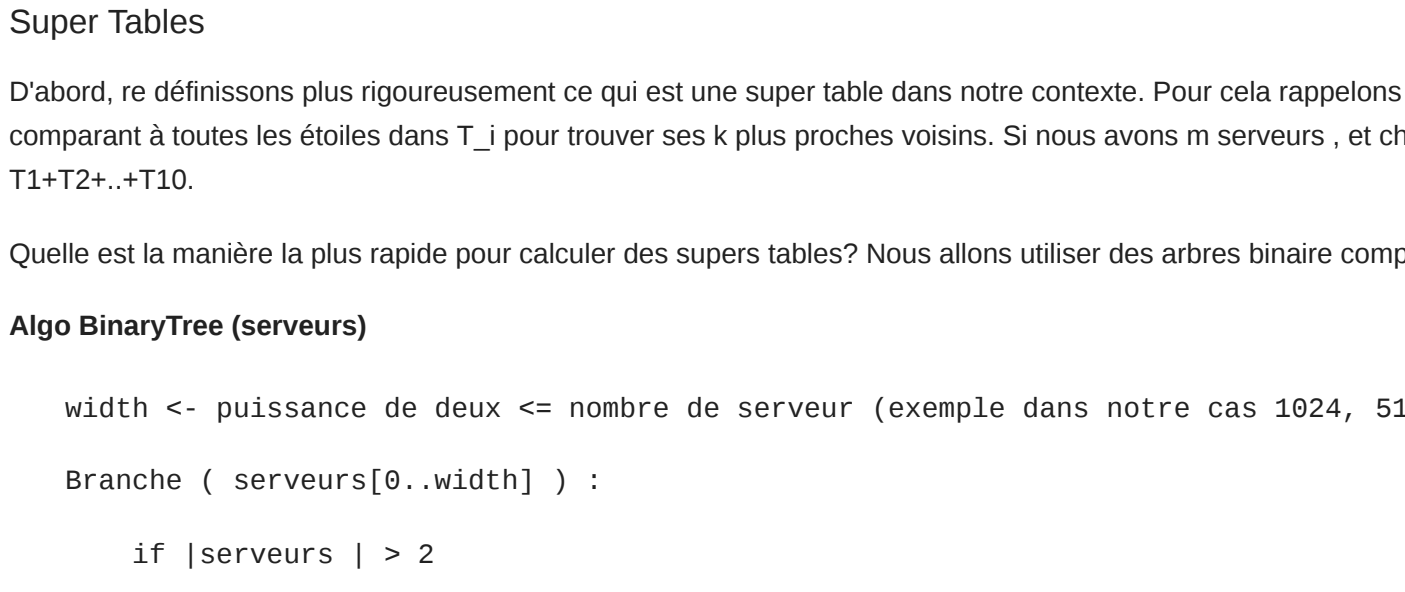 Super Tables
D'abord, re définissons plus rigoureusement ce qui est une super table dans notre contexte. Pour cela rappelons
comparant à toutes les étoiles dans T_i pour trouver ses k plus proches voisins. Si nous avons m serveurs , et ch
T1+T2+..+T10.
Quelle est la manière la plus rapide pour calculer des supers tables? Nous allons utiliser des arbres binaire comp
Algo BinaryTree (serveurs)
width <- puissance de deux <= nombre de serveur (exemple dans notre cas 1024, 51
Branche ( serveurs[0..width] ) :
if |serveurs | > 2